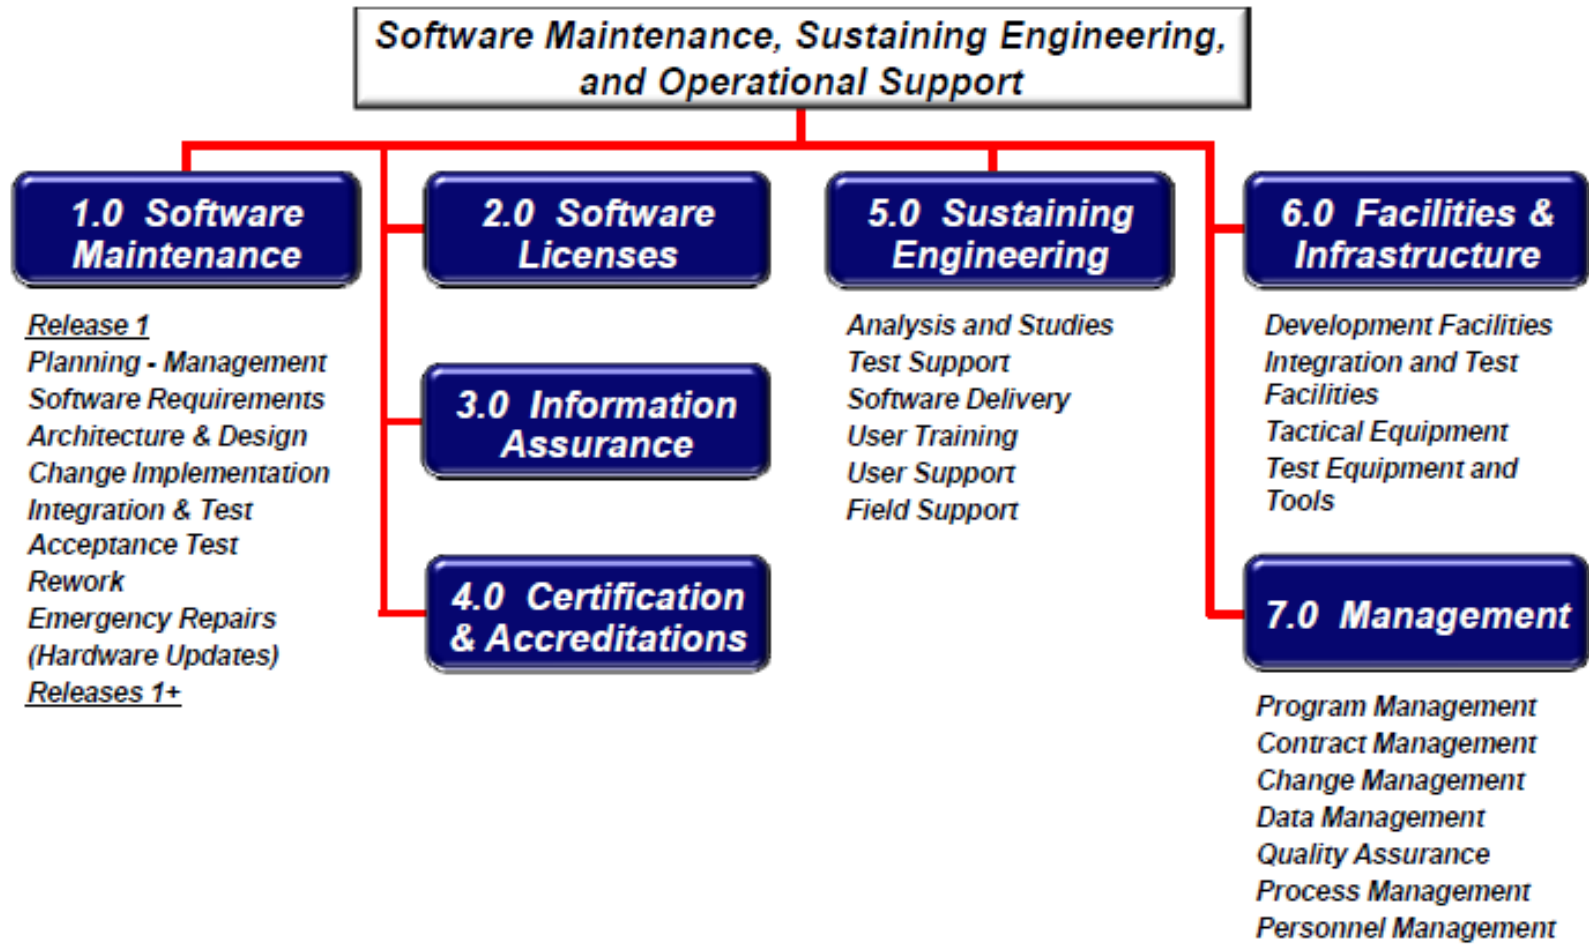 Software Maintenance, Sustaining Engineering,
and Operational Support
1.0 Software
Maintenance
Release 1
Planning - Management
Software Requirements
Architecture & Design
Change Implementation
Integration & Test
Acceptance Test
Rework
Emergency Repairs
(Hardware Updates)
Releases 1+
2.0 Software
Licenses
3.0 Information
Assurance
4.0 Certification
& Accreditations
5.0 Sustaining
Engineering
Analysis and Studies
Test Support
Software Delivery
User Training
User Support
Field Support
6.0 Facilities &
Infrastructure
Development Facilities
Integration and Test
Facilities
Tactical Equipment
Test Equipment and
Tools
7.0 Management
Program Management
Contract Management
Change Management
Data Management
Quality Assurance
Process Management
Personnel Management